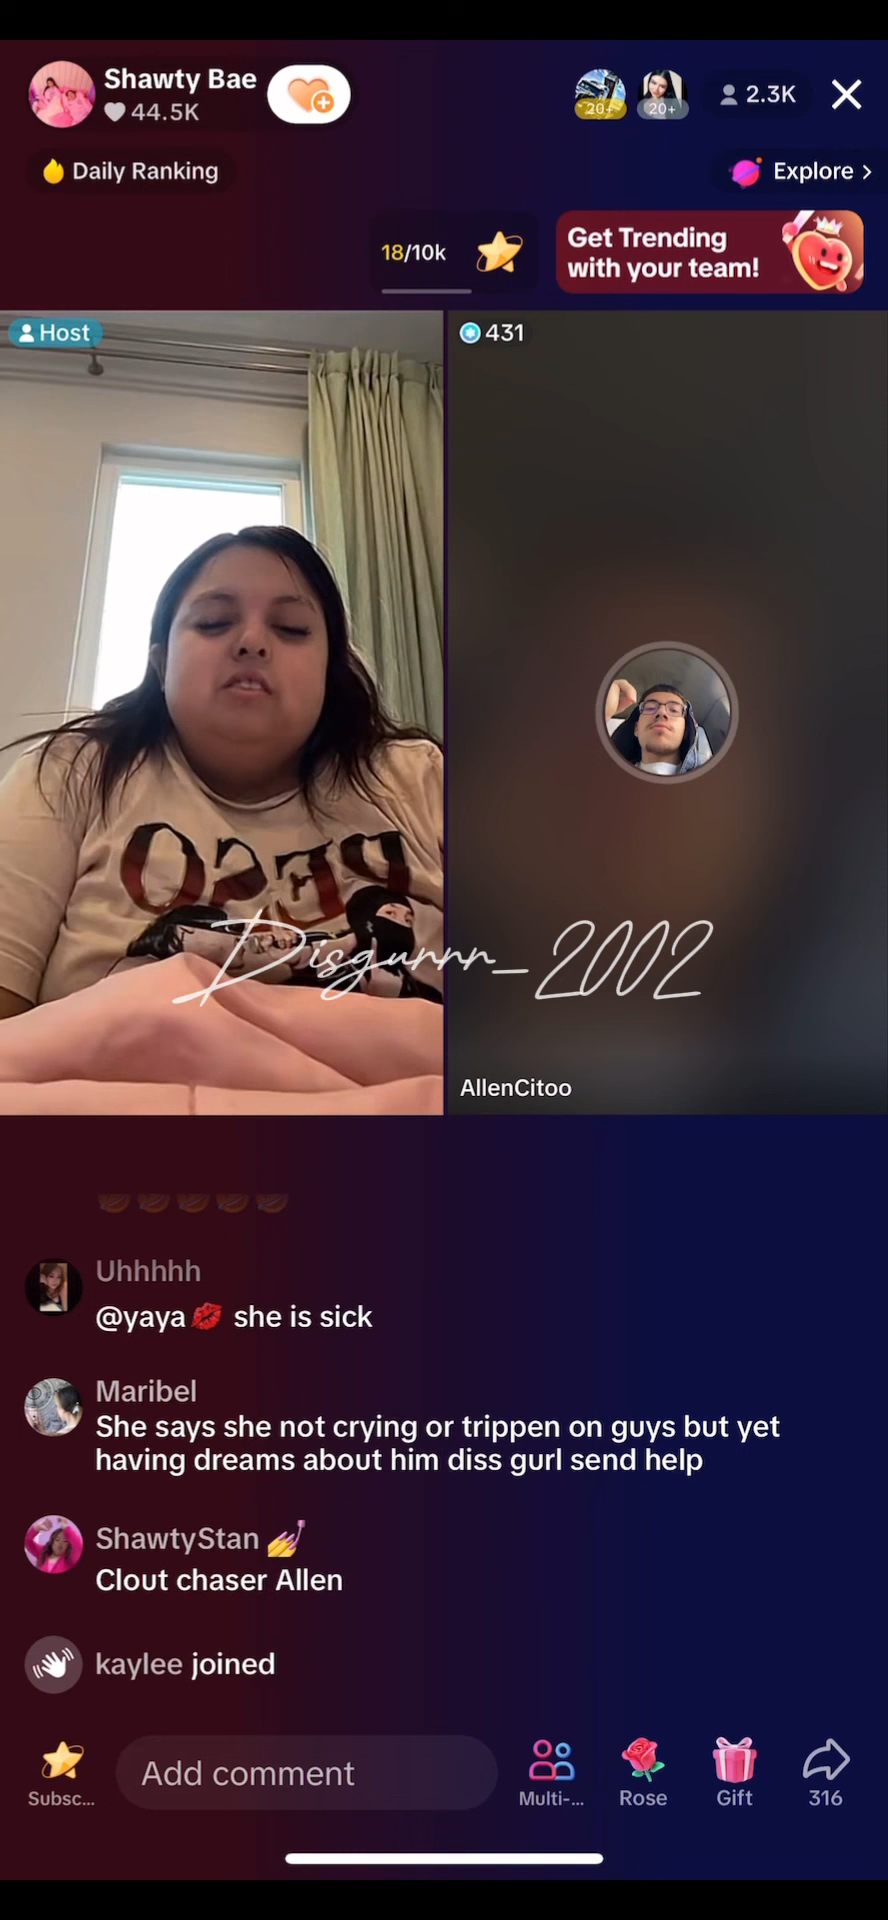 Shawty Bae
44.5K
20+
20+
2.3K
Daily Ranking
Explore >
18/10k
Get Trending
with your team!
Host
431
PESO
Disgunnr_2002
AllenCitoo
Uhhhhh
@yaya💋 she is sick
Maribel
She says she not crying or trippen on guys but yet
having dreams about him diss gurl send help
ShawtyStan 💅
Clout chaser Allen
kaylee joined
Add comment
Subsc...
Multi-...
Rose
Gift
316